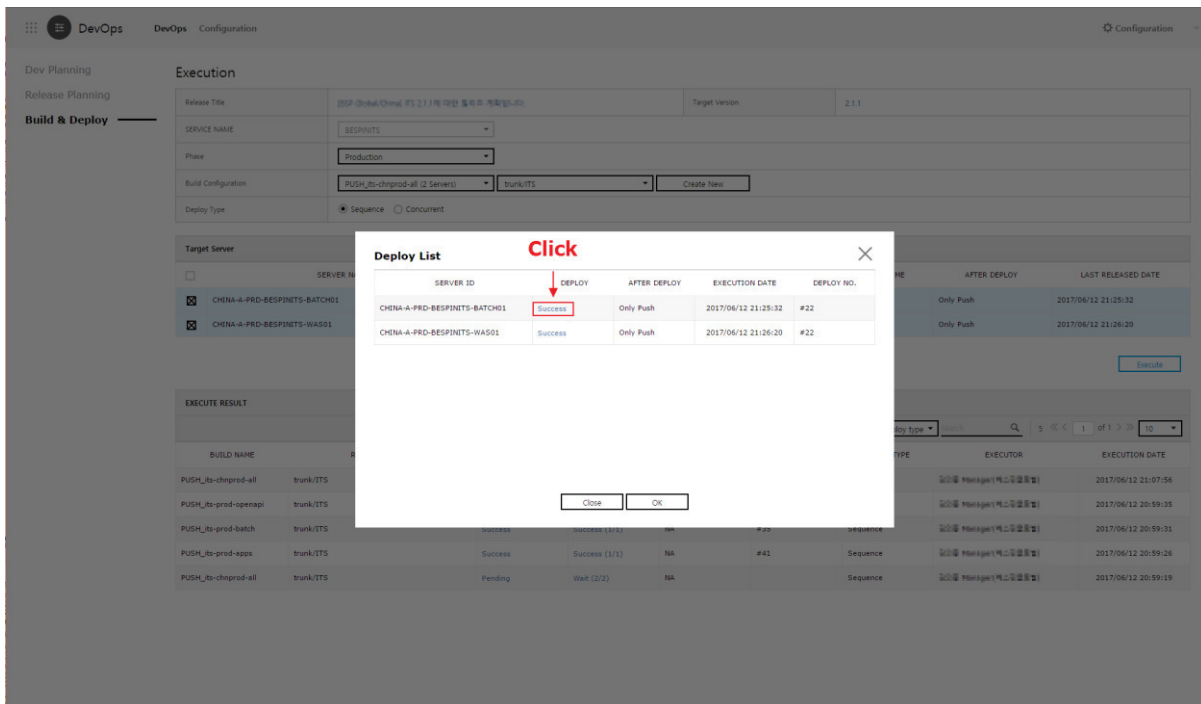 DevOps DevOps Configuration Configuration
Dev Planning
Release Planning
Build & Deploy
Execution
Release Title Target Version 2.1.1
SERVICE NAME BESPINITS
Phase Production
Build Configuration PUSH_its-chnprod-all (2 Servers) trunk/ITS Create New
Deploy Type Sequence Concurrent
Target Server
SERVER AFTER DEPLOY LAST RELEASED DATE
CHINA-A-PRD-BESPINITS-BATCH01 Only Push 2017/06/12 21:25:32
CHINA-A-PRD-BESPINITS-WAS01 Only Push 2017/06/12 21:26:20
Execute
Click
Deploy List
SERVER ID DEPLOY AFTER DEPLOY EXECUTION DATE DEPLOY NO.
CHINA-A-PRD-BESPINITS-BATCH01 Success Only Push 2017/06/12 21:25:32 #22
CHINA-A-PRD-BESPINITS-WAS01 Success Only Push 2017/06/12 21:26:20 #22
Close OK
EXECUTE RESULT
type Search 5 1 of 1 10
BUILD NAME EXECUTOR EXECUTION DATE
PUSH_its-chnprod-all trunk/ITS 2017/06/12 21:07:56
PUSH_its-prod-openapi trunk/ITS 2017/06/12 20:59:35
PUSH_its-prod-batch trunk/ITS Success Success (1/1) NA #35 Sequence 2017/06/12 20:59:31
PUSH_its-prod-apps trunk/ITS Success Success (1/1) NA #41 Sequence 2017/06/12 20:59:26
PUSH_its-chnprod-all trunk/ITS Pending Wait (2/2) NA Sequence 2017/06/12 20:59:19